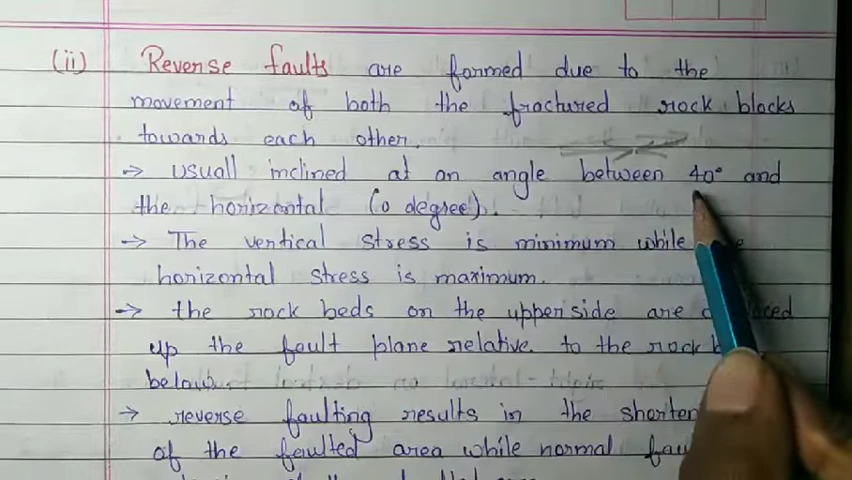 (ii) Reverse faults are formed due to the
movement of both the fractured rock blocks
towards each other.
→ usuall inclined at an angle between 40° and
the horizontal (0 degree).
→ The vertical stress is minimum while
horizontal stress is maximum.
→ the rock beds on the upper side are
up the fault plane relative to the rock
below.
→ reverse faulting results in the
of the faulted area while normal